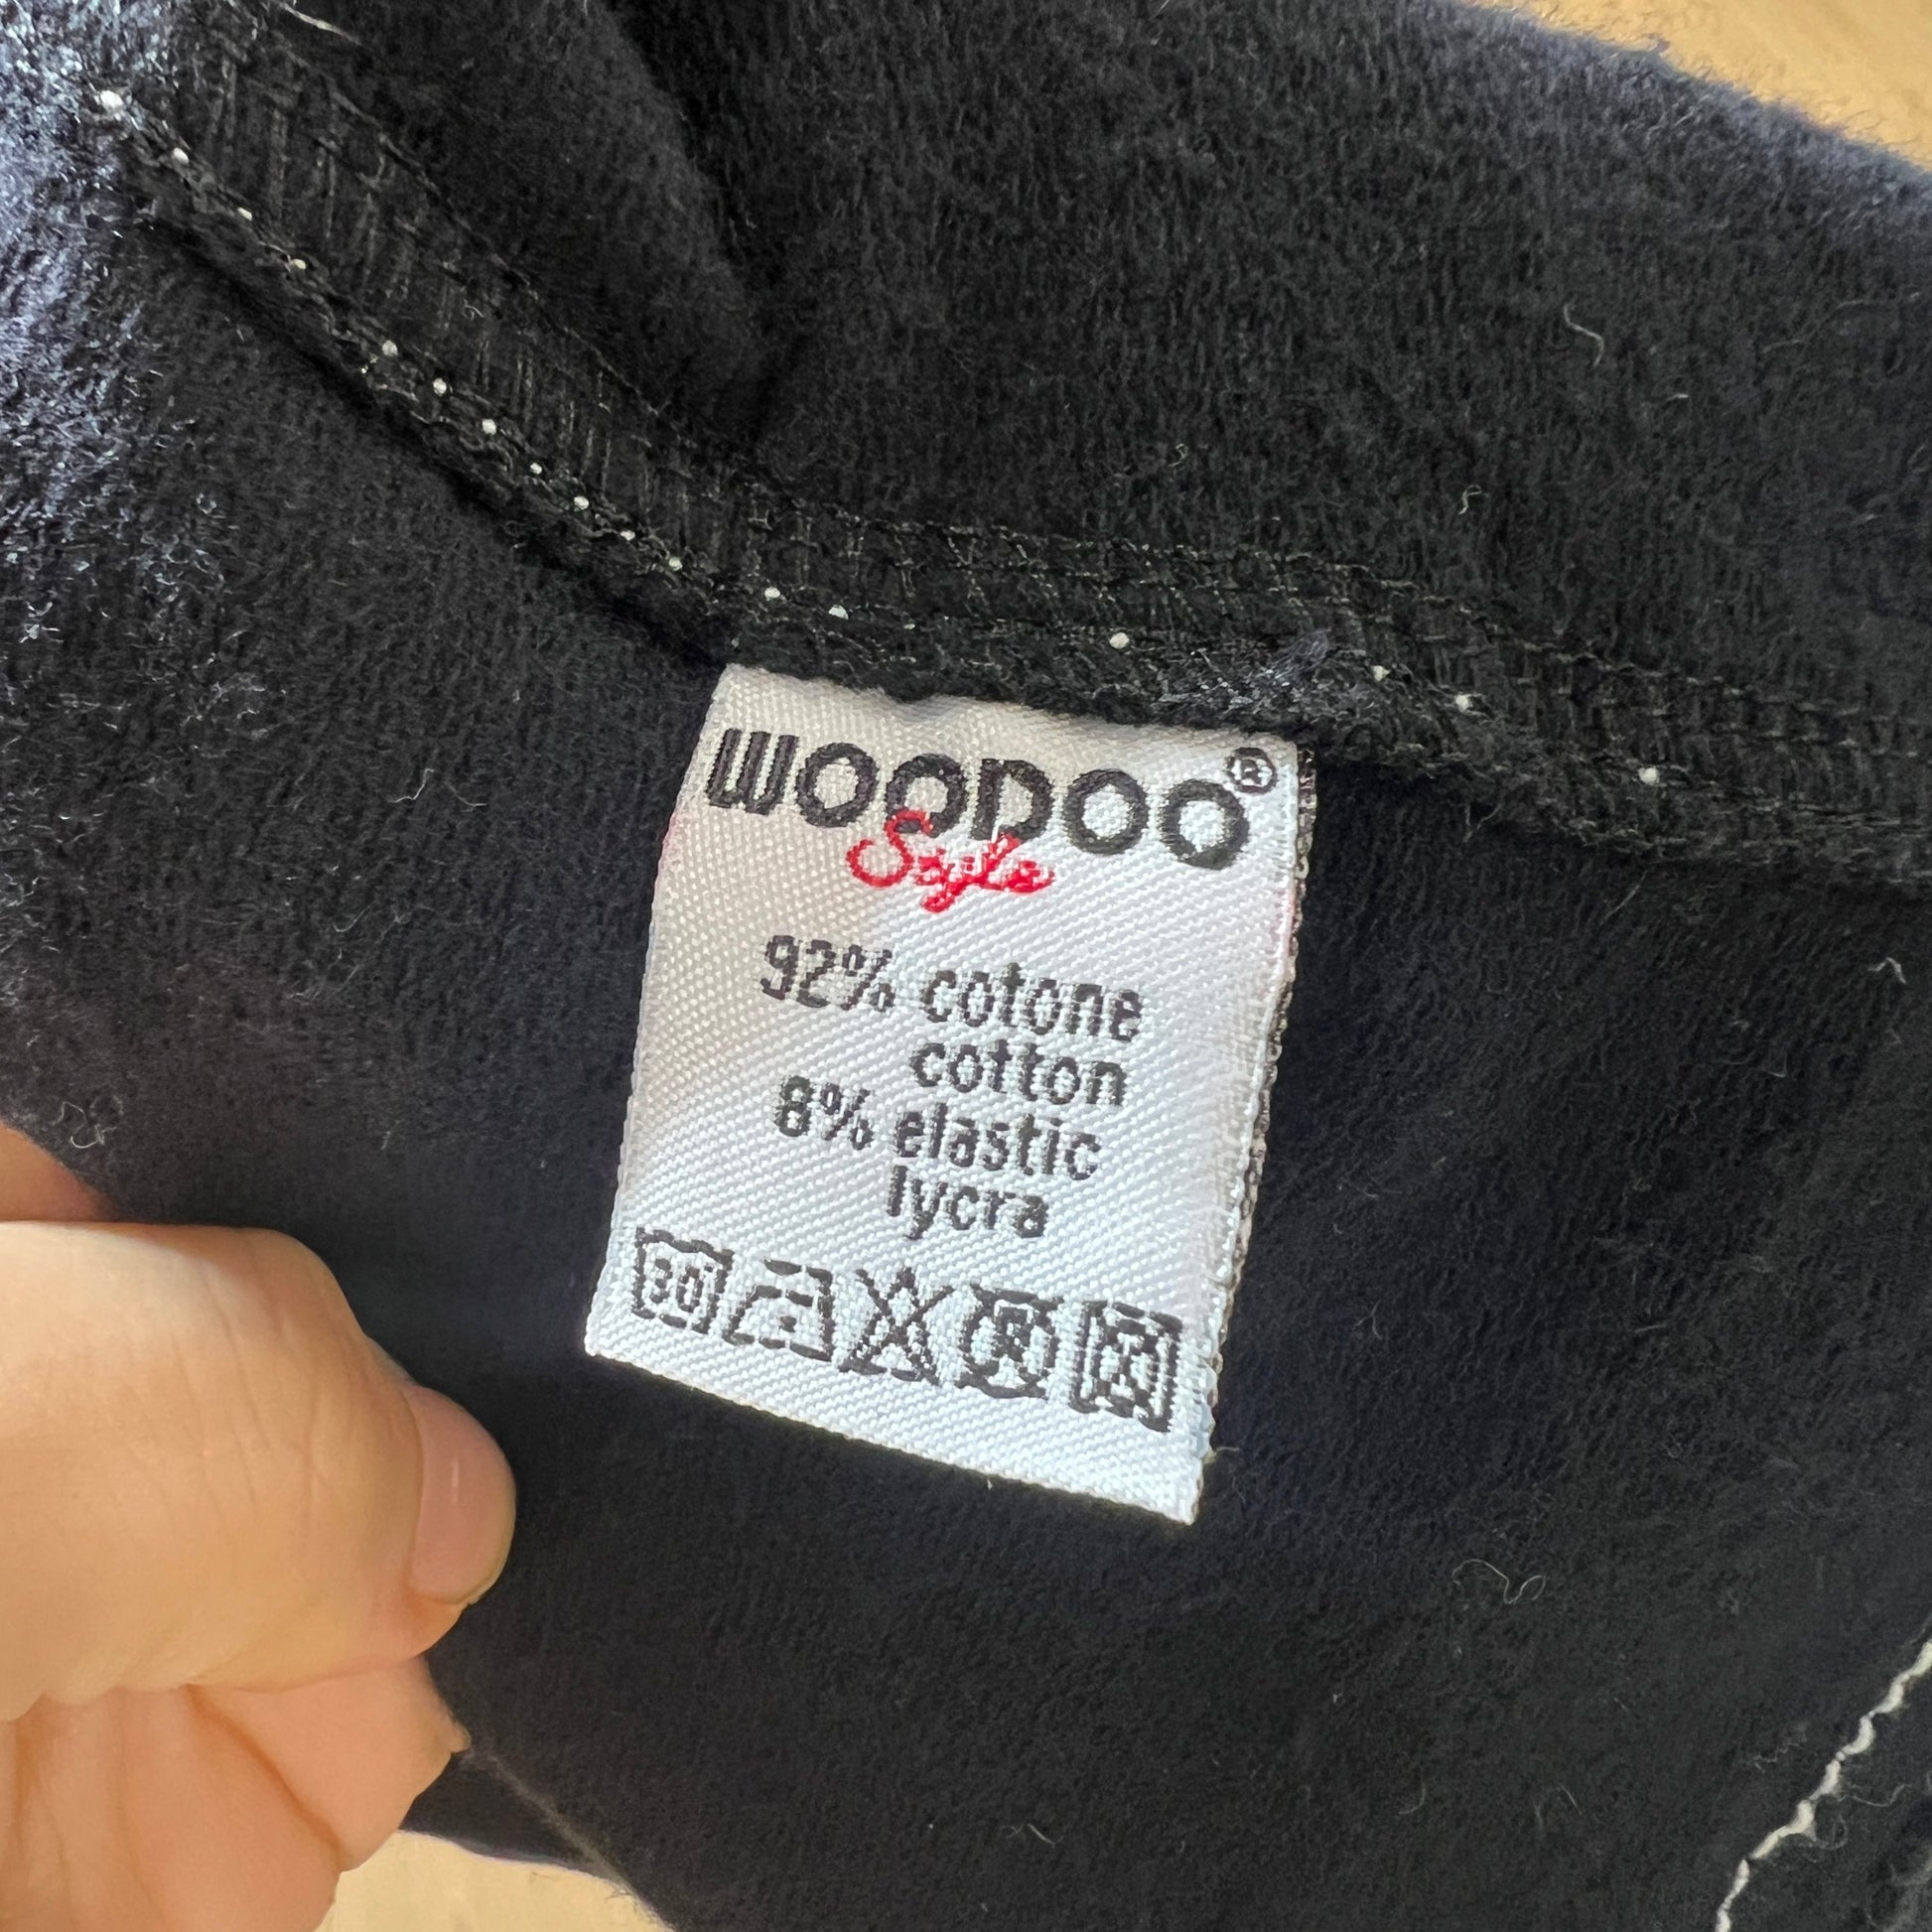 WOODOO®
Style
92% cotone
cotton
8% elastic
lycra
30